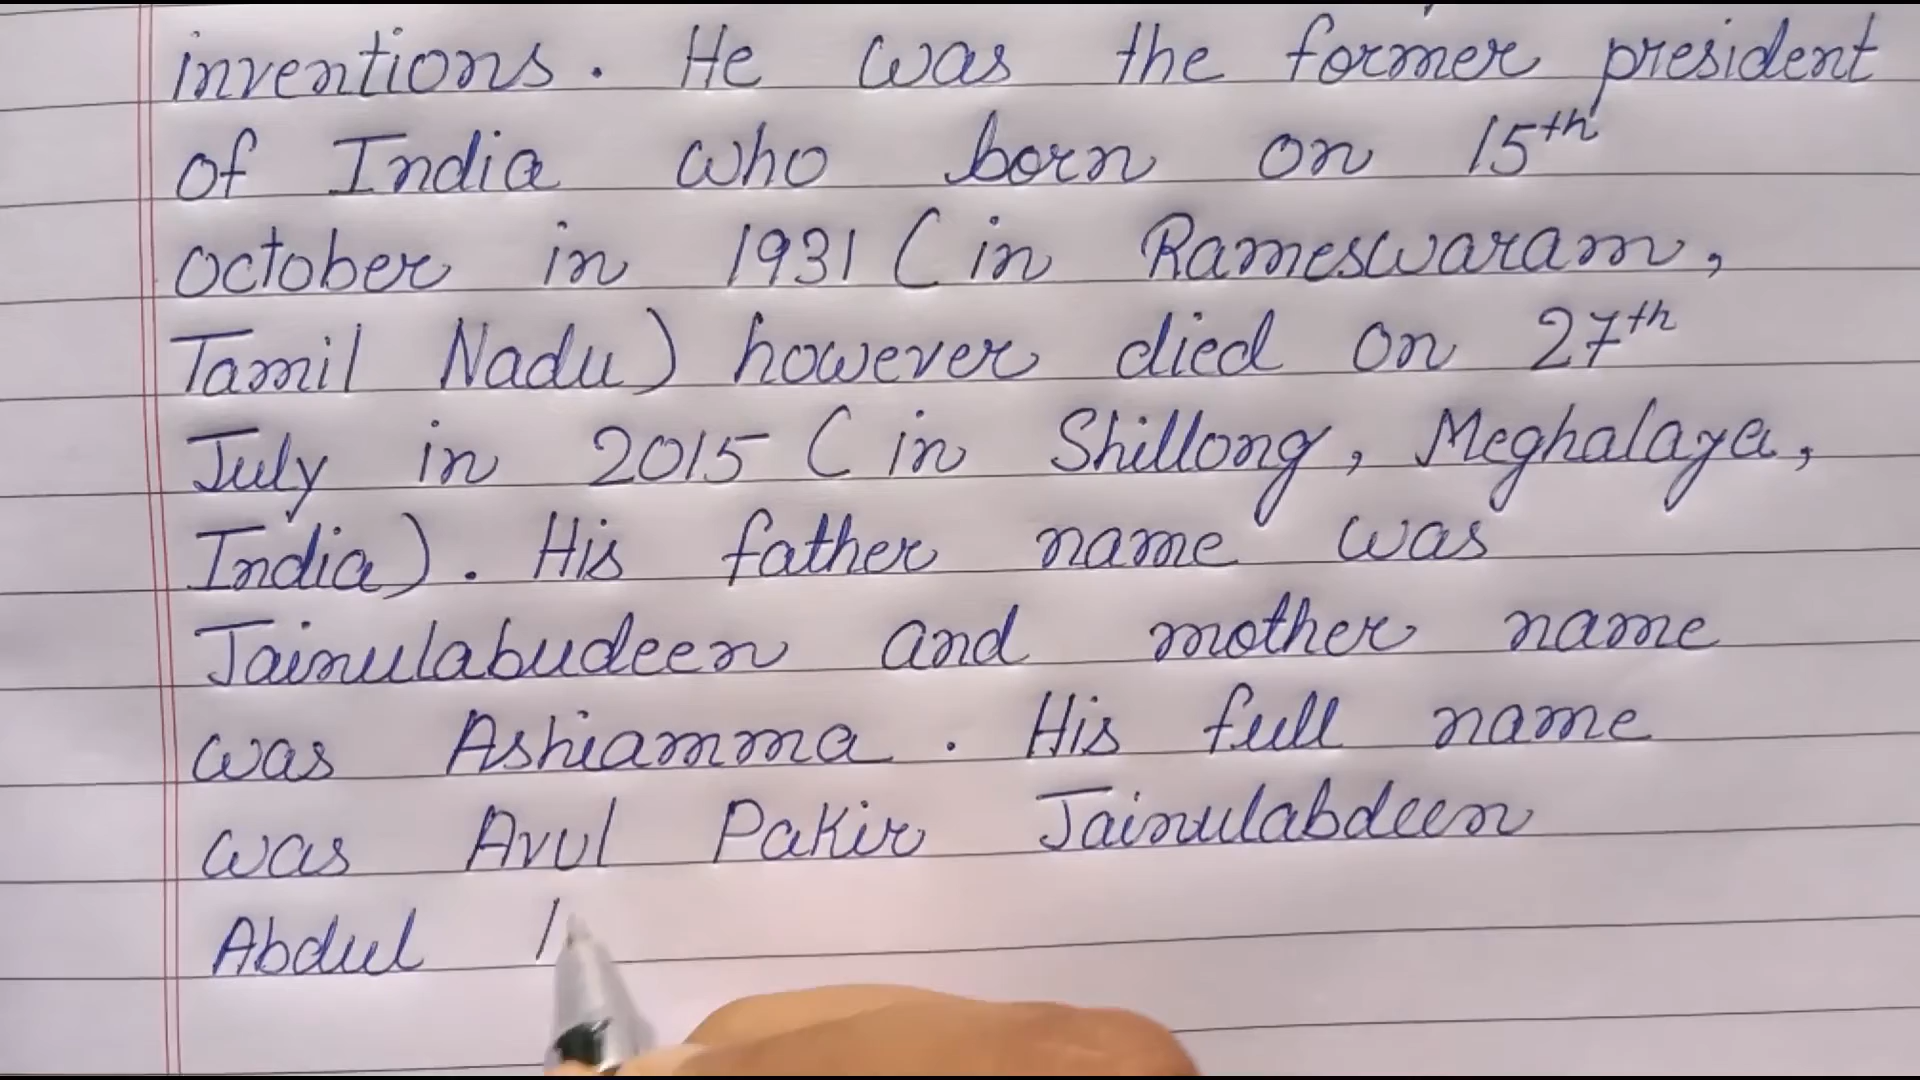 inventions. He was the former president
of India who born on 15th
October in 1931 (in Rameswaram,
Tamil Nadu) however died on 27th
July in 2015 (in Shillong, Meghalaya,
India). His father name was
Jainulabudeen and mother name
was Ashiamma. His full name
was Avul Pakir Jainulabdeen
Abdul